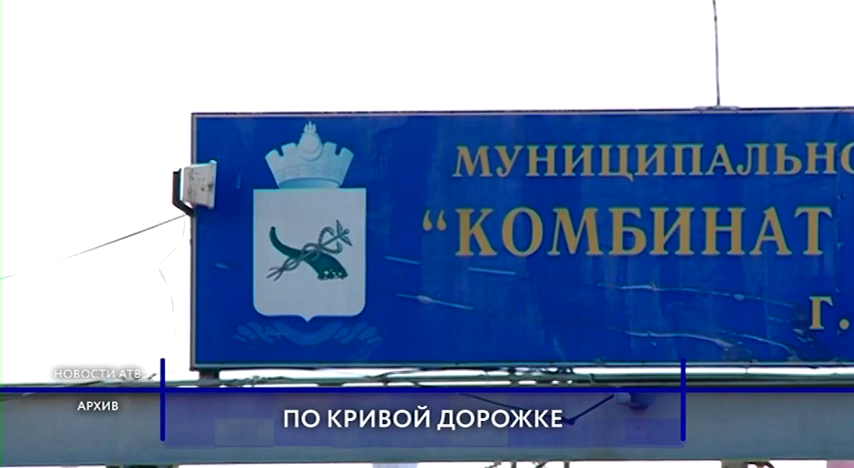 МУНИЦИПАЛЬНО
“КОМБИНАТ
г.
НОВОСТИ АТВ
АРХИВ
ПО КРИВОЙ ДОРОЖКЕ